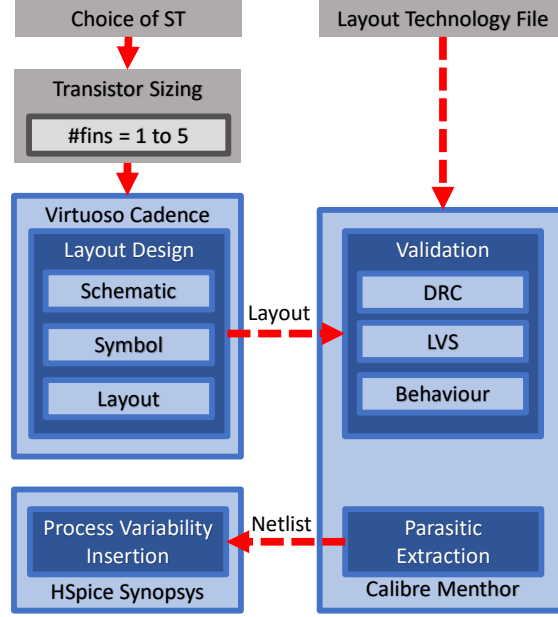 Choice of ST
Layout Technology File
Transistor Sizing
#fins = 1 to 5
Virtuoso Cadence
Layout Design
Schematic
Symbol
Layout
Layout
Validation
DRC
LVS
Behaviour
Process Variability
Insertion
HSpice Synopsys
Netlist
Parasitic
Extraction
Calibre Menthor